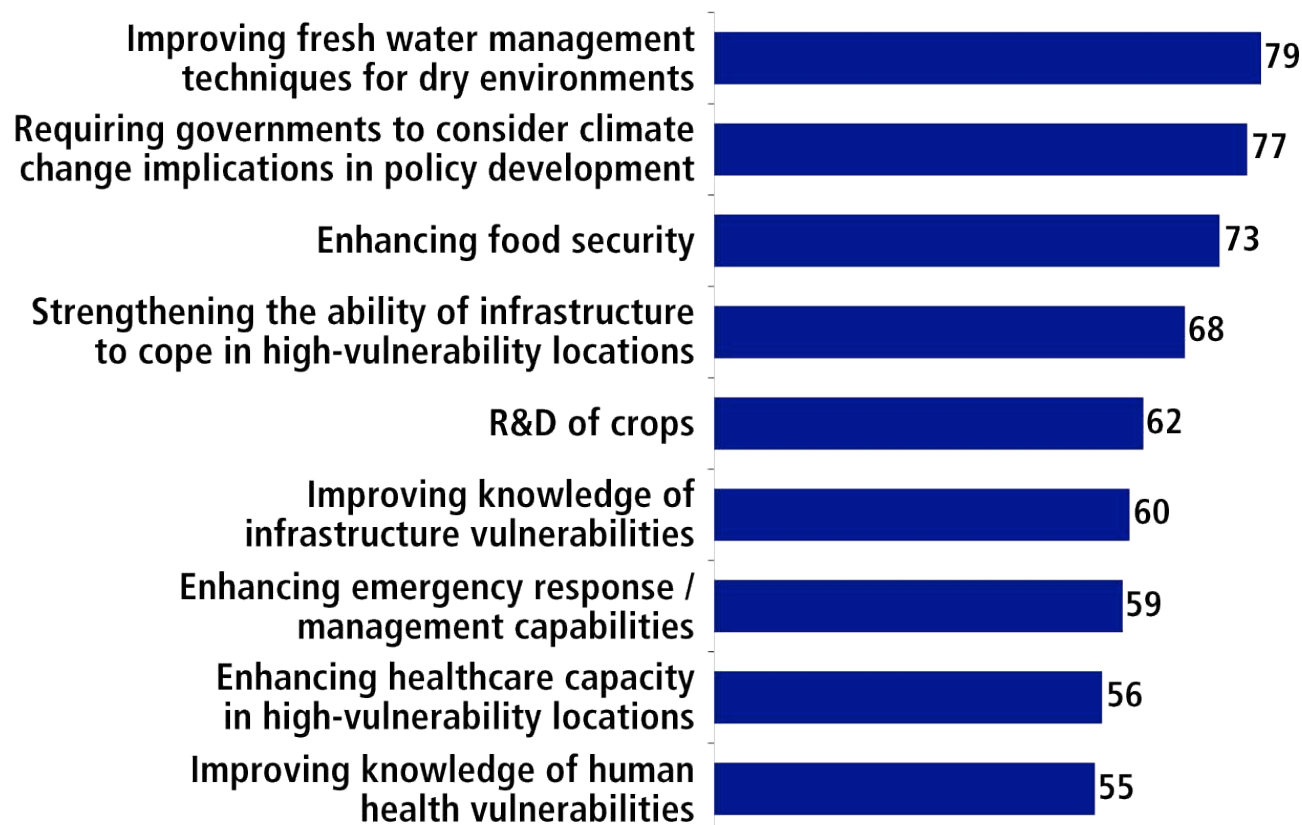 Improving fresh water management
techniques for dry environments
79
Requiring governments to consider climate
change implications in policy development
77
Enhancing food security
73
Strengthening the ability of infrastructure
to cope in high-vulnerability locations
68
R&D of crops
62
Improving knowledge of
infrastructure vulnerabilities
60
Enhancing emergency response /
management capabilities
59
Enhancing healthcare capacity
in high-vulnerability locations
56
Improving knowledge of human
health vulnerabilities
55